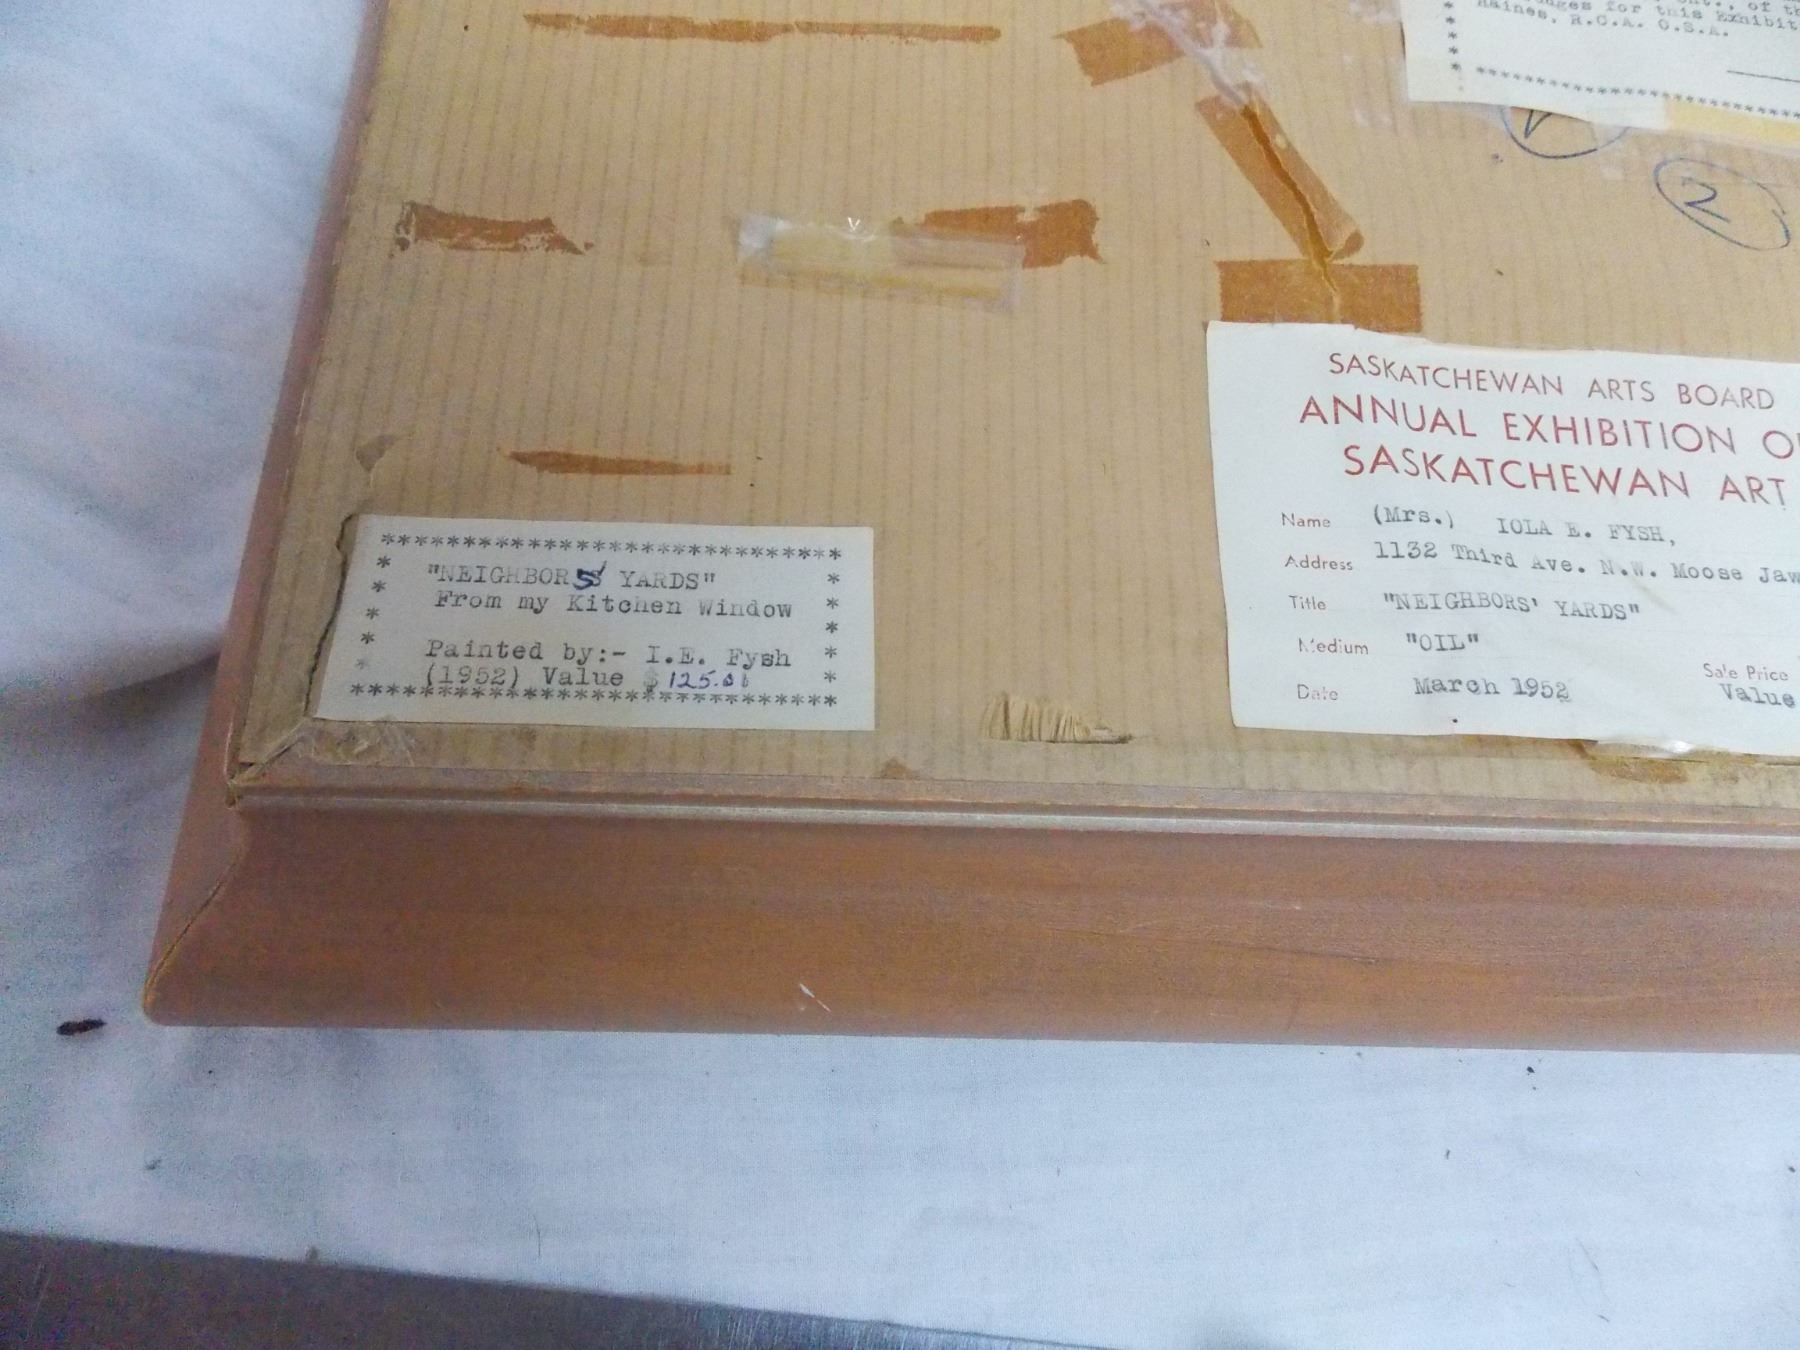 of th
for this Exhibit
Haines, R.C.A. O.S.A.
2
SASKATCHEWAN ARTS BOARD
ANNUAL EXHIBITION O
SASKATCHEWAN ART
Name (Mrs.) IOLA E. FYSH,
Address 1132 Third Ave. N.W. Moose Jaw
Title "NEIGHBORS' YARDS"
Medium "OIL"
Sale Price
Date March 1952 Value
*****************************
"NEIGHBORS' YARDS"
From my Kitchen Window
Painted by:- I.E. Fysh
(1952) Value $125.00
*****************************